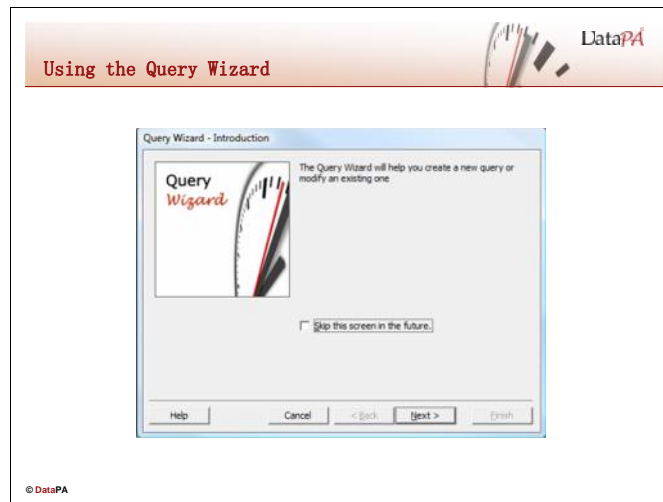 DataPA
Using the Query Wizard
Query Wizard - Introduction
Query
Wizard
The Query Wizard will help you create a new query or
modify an existing one
Skip this screen in the future.
Help
Cancel
< Back
Next >
Finish
© DataPA